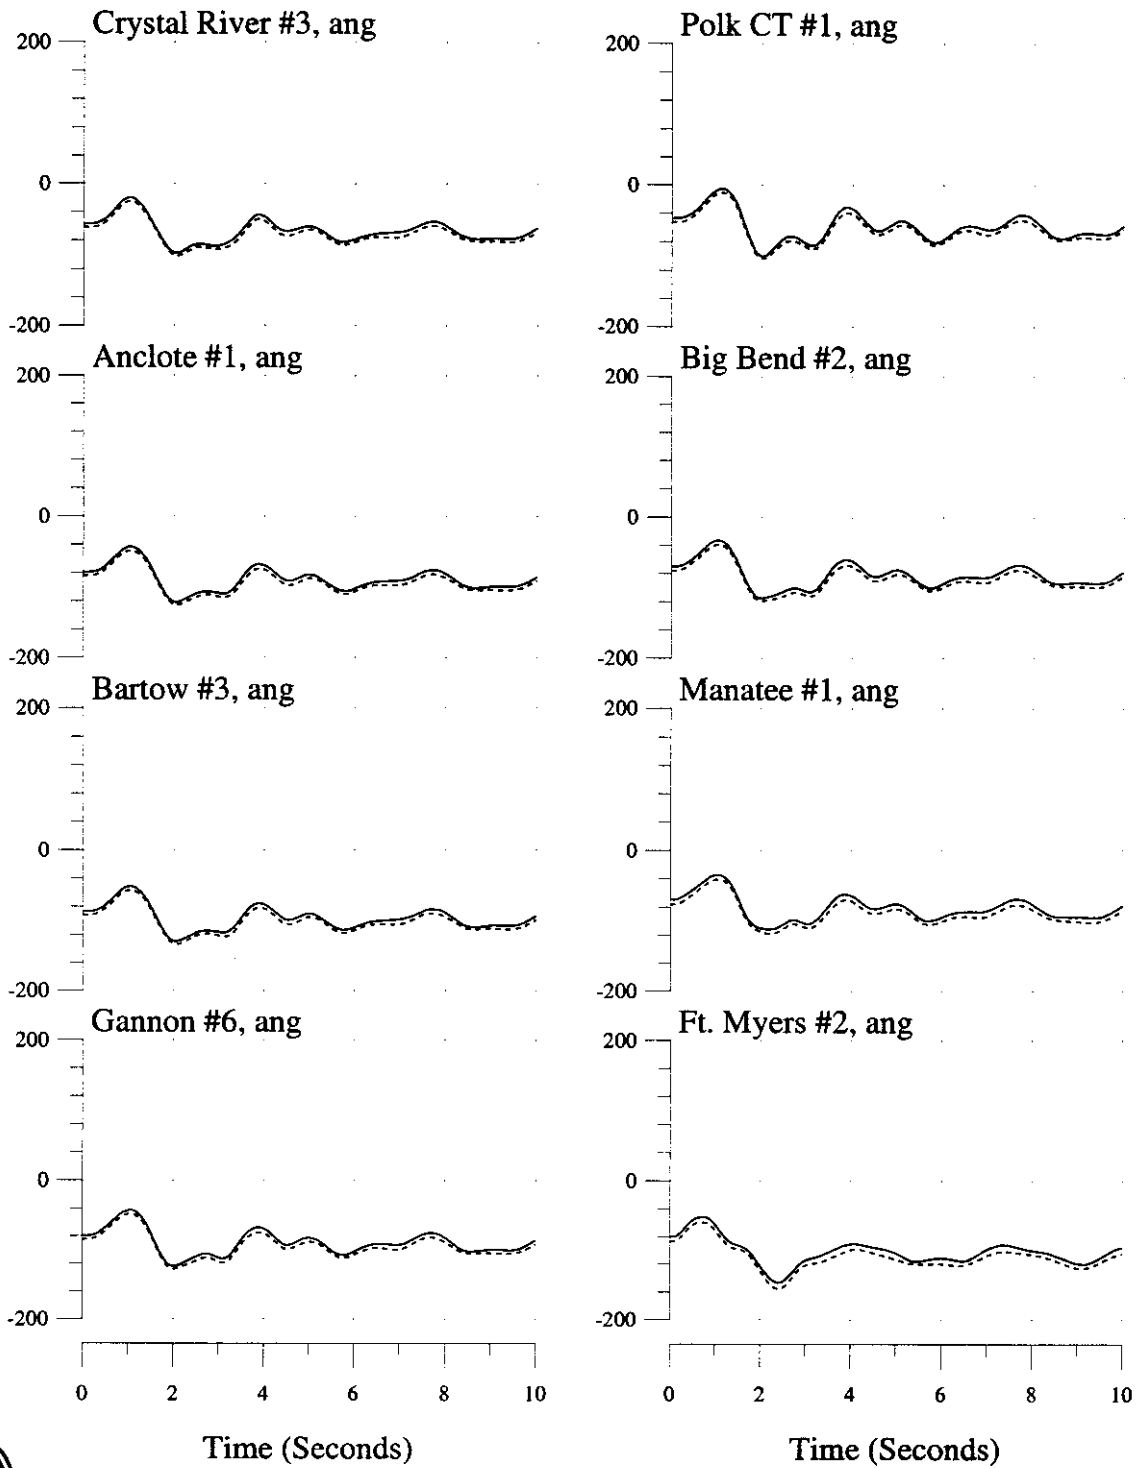 Crystal River #3, ang
200
0
-200
Anclote #1, ang
200
0
-200
Bartow #3, ang
200
0
-200
Gannon #6, ang
200
0
-200
0 2 4 6 8 10
Time (Seconds)
Polk CT #1, ang
200
0
-200
Big Bend #2, ang
200
0
-200
Manatee #1, ang
200
0
-200
Ft. Myers #2, ang
200
0
-200
0 2 4 6 8 10
Time (Seconds)